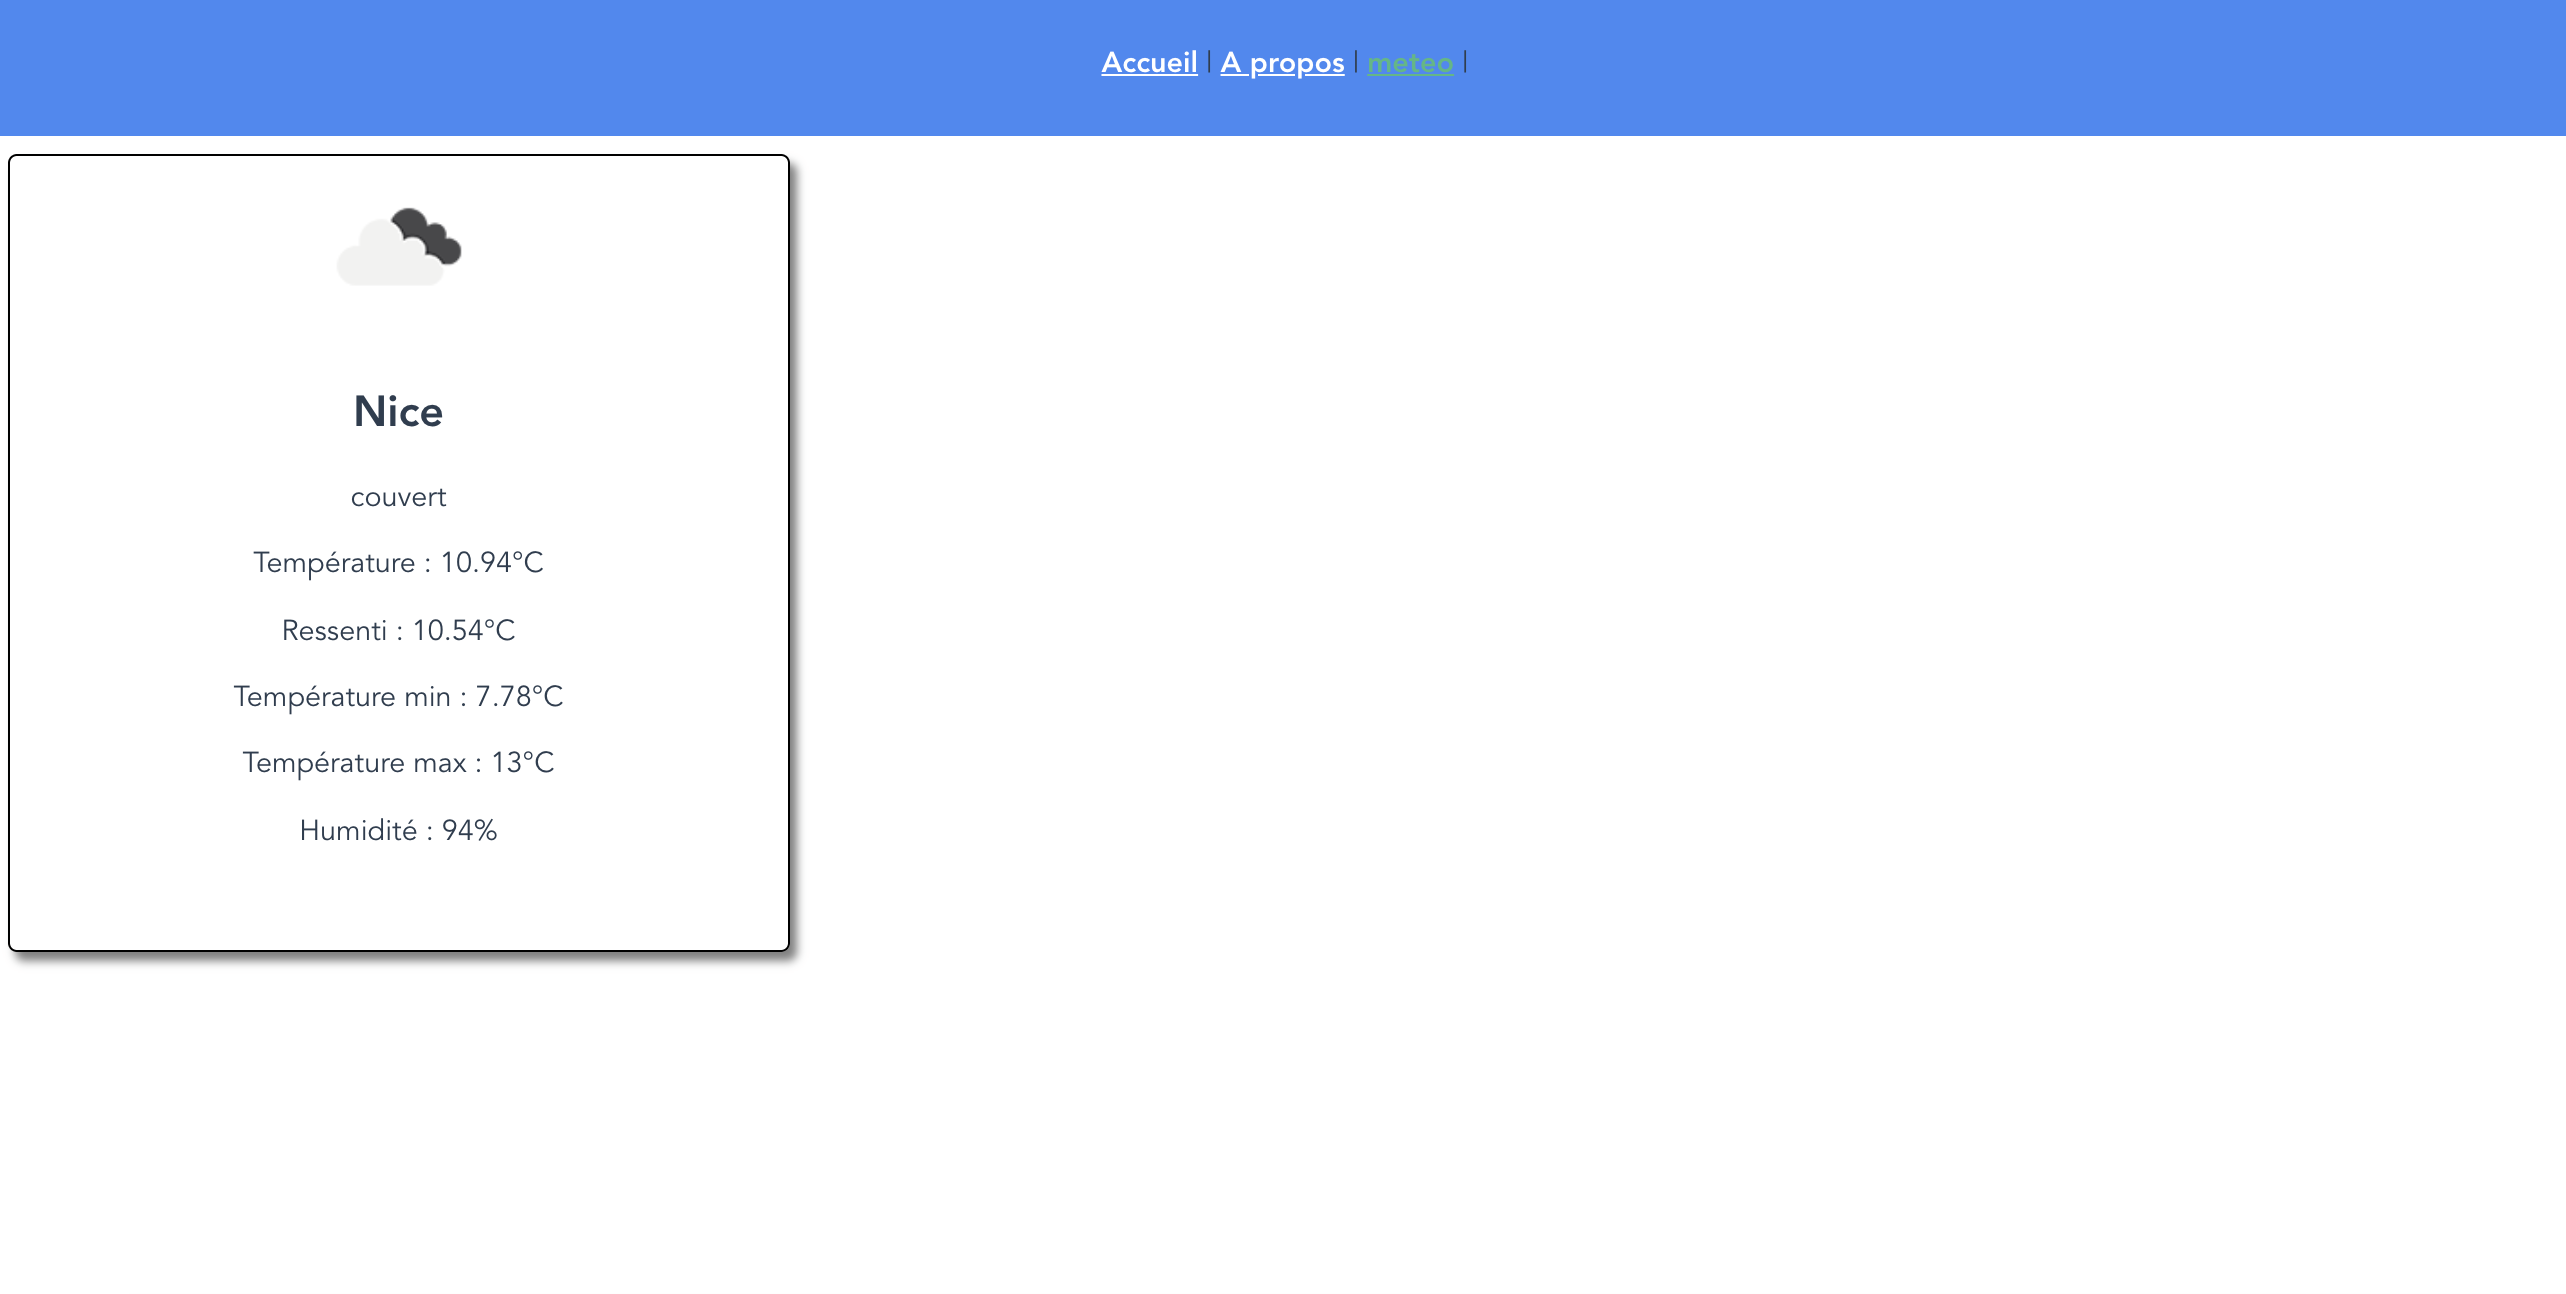 Accueil | A propos | meteo |
Nice
couvert
Température : 10.94°C
Ressenti : 10.54°C
Température min : 7.78°C
Température max : 13°C
Humidité : 94%